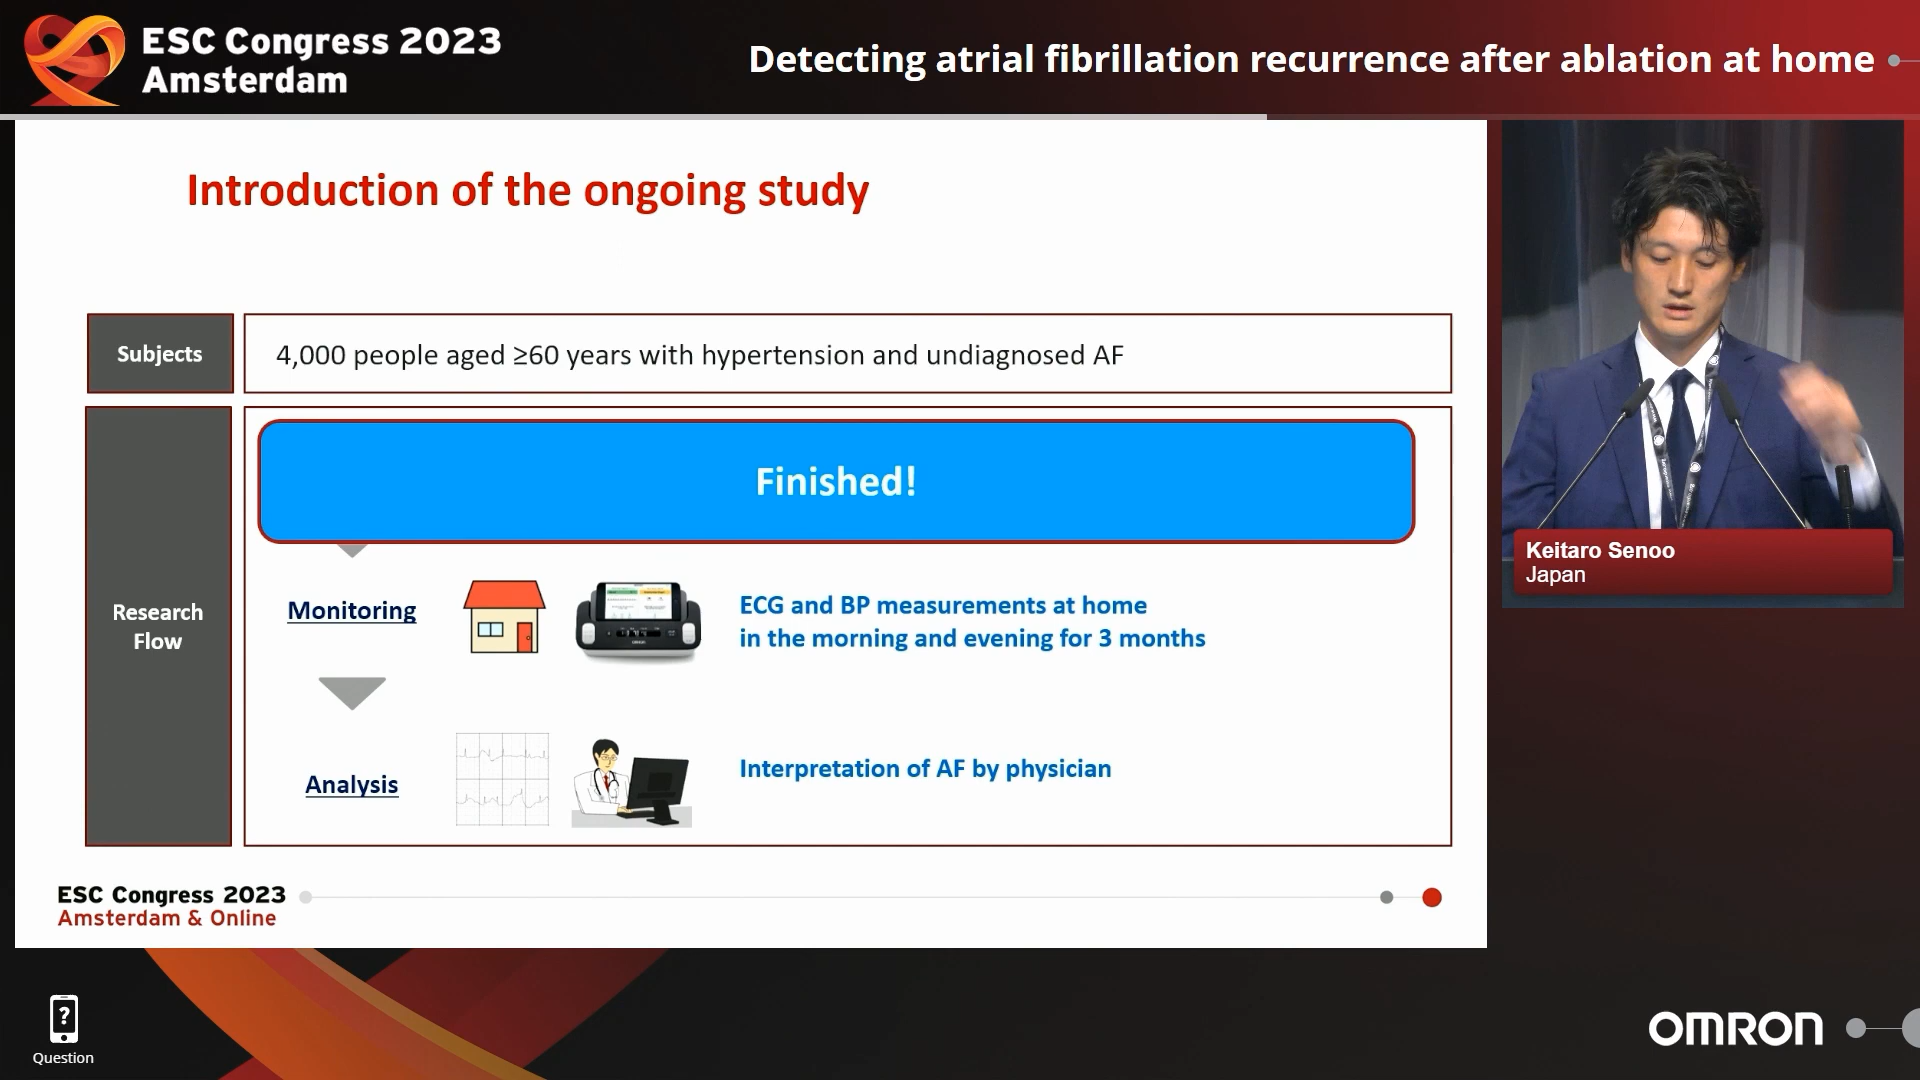 ESC Congress 2023
Amsterdam
Detecting atrial fibrillation recurrence after ablation at home
Introduction of the ongoing study
Subjects
4,000 people aged ≥60 years with hypertension and undiagnosed AF
Research
Flow
Finished!
Monitoring
ECG and BP measurements at home
in the morning and evening for 3 months
Analysis
Interpretation of AF by physician
ESC Congress 2023
Amsterdam & Online
Keitaro Senoo
Japan
?
Question
OMRON